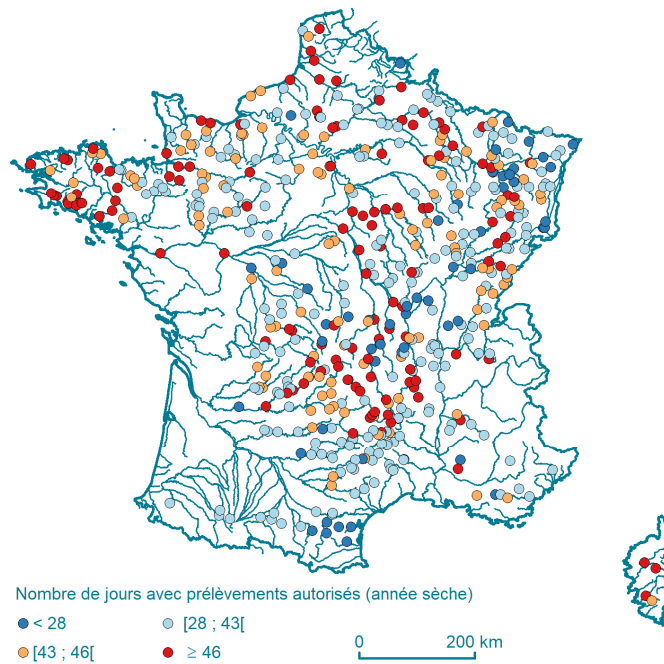 Nombre de jours avec prélèvements autorisés (année sèche)
< 28 [28 ; 43[
[43 ; 46[ ≥ 46
0 200 km